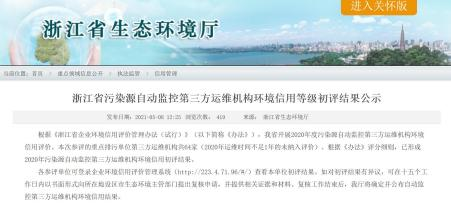 进入关怀版
浙江省生态环境厅
当前位置：首页 > 重点领域信息公开 > 执法监管 > 信用管理
浙江省污染源自动监控第三方运维机构环境信用等级初评结果公示
发布日期：2021-05-08 12:25 浏览次数： 419 来源： 浙江省生态环境厅
根据《浙江省企业环境信用评价管理办法（试行）》（以下简称《办法》），我省开展2020年度污染源自动监控第三方运维机构环境
信用评价。本次参评的重点排污单位第三方运维机构共64家（2020年运维时间不足1年的未纳入评价）。根据《办法》评分细则，已形成
2020年污染源自动监控第三方运维机构环境信用初评结果。
各参评单位可登录企业环境信用评价管理系统（http://223.4.71.96/W/）查看本单位初评结果。如对初评结果有异议，可在十五个工
作日内以书面形式向所在地设区市生态环境主管部门提出复核申请，并提供相关证据和材料。复核工作结束后，我厅将确定并公布自动监
第三方运维机构环境信用结果。